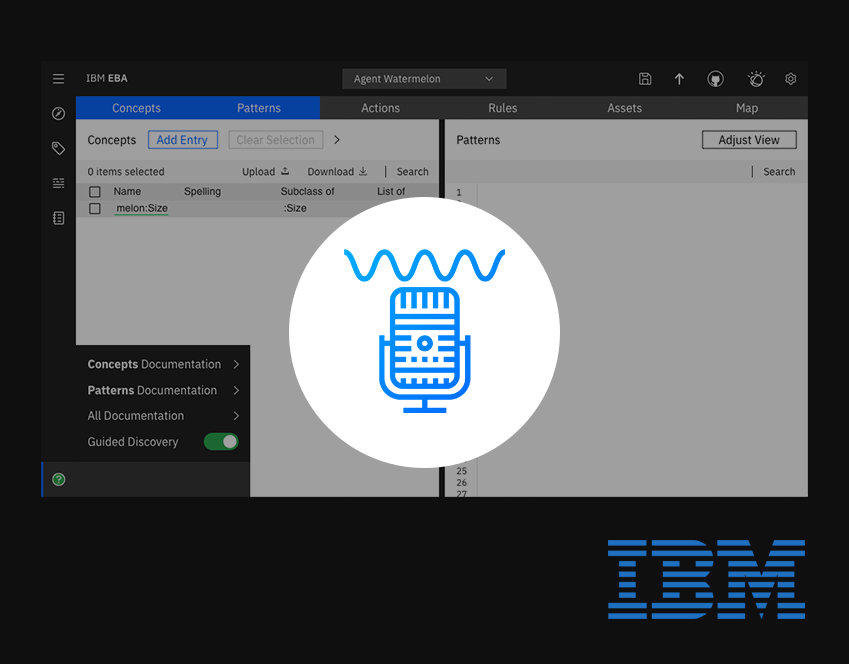 IBM EBA
Agent Watermelon
Concepts Patterns Actions Rules Assets Map
Concepts Add Entry Clear Selection
Patterns Adjust View
0 items selected Upload Download Search
Search
Name Spelling Subclass of List of
melon:Size :Size
1
Concepts Documentation
Patterns Documentation
All Documentation
Guided Discovery
?
25
26
27
IBM